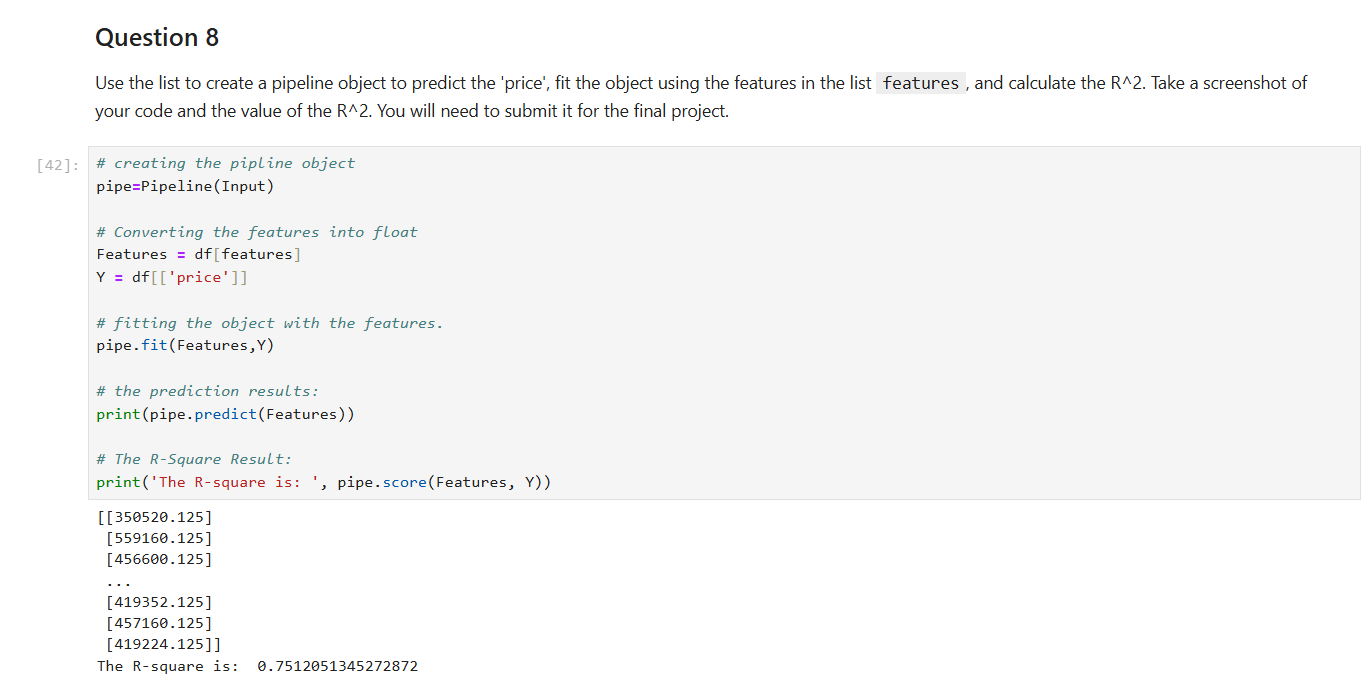 Question 8
Use the list to create a pipeline object to predict the 'price', fit the object using the features in the list features , and calculate the R^2. Take a screenshot of
your code and the value of the R^2. You will need to submit it for the final project.
[42]:
# creating the pipline object
pipe=Pipeline(Input)
# Converting the features into float
Features = df[features]
Y = df[['price']]
# fitting the object with the features.
pipe.fit(Features,Y)
# the prediction results:
print(pipe.predict(Features))
# The R-Square Result:
print('The R-square is: ', pipe.score(Features, Y))
[[350520.125]
[559160.125]
[456600.125]
...
[419352.125]
[457160.125]
[419224.125]]
The R-square is:  0.7512051345272872